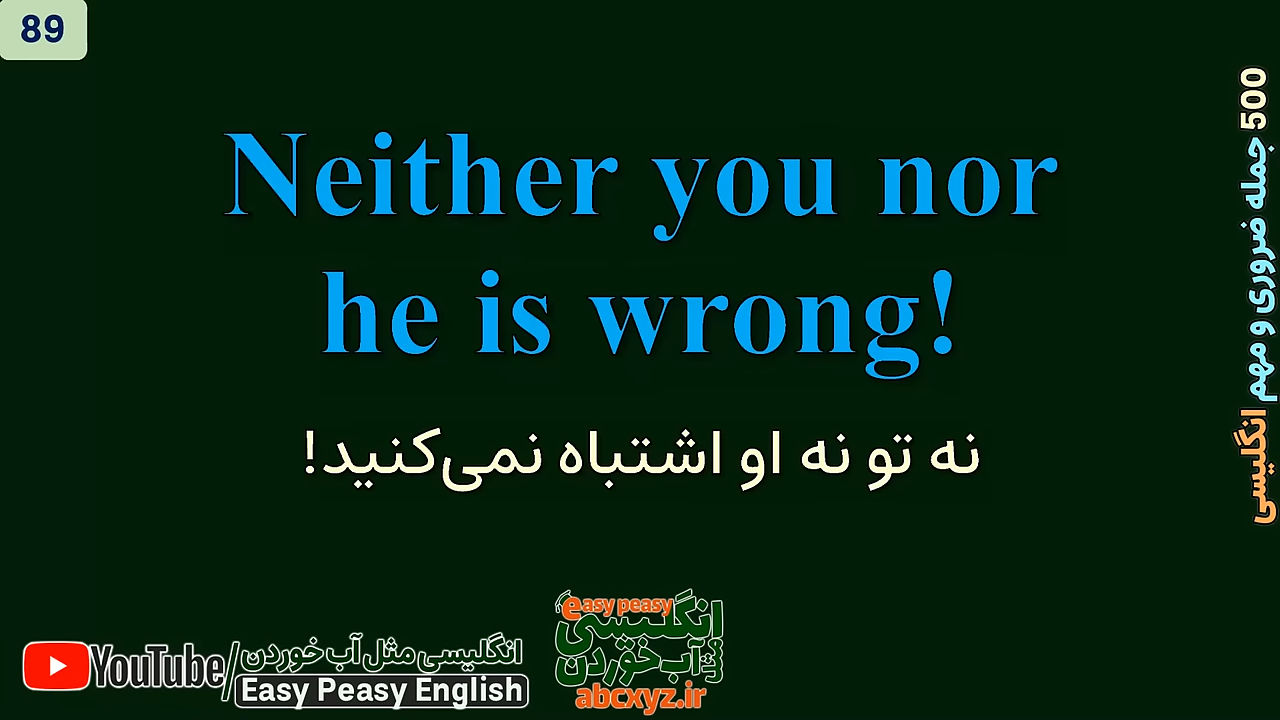 89
Neither you nor
he is wrong!
نه تو نه او اشتباه نمی‌کنید!
500 جمله ضروری و مهم انگلیسی
YouTube/انگلیسی مثل آب خوردن
Easy Peasy English
easy peasy
انگلیسی
مثل آب خوردن
abcxyz.ir